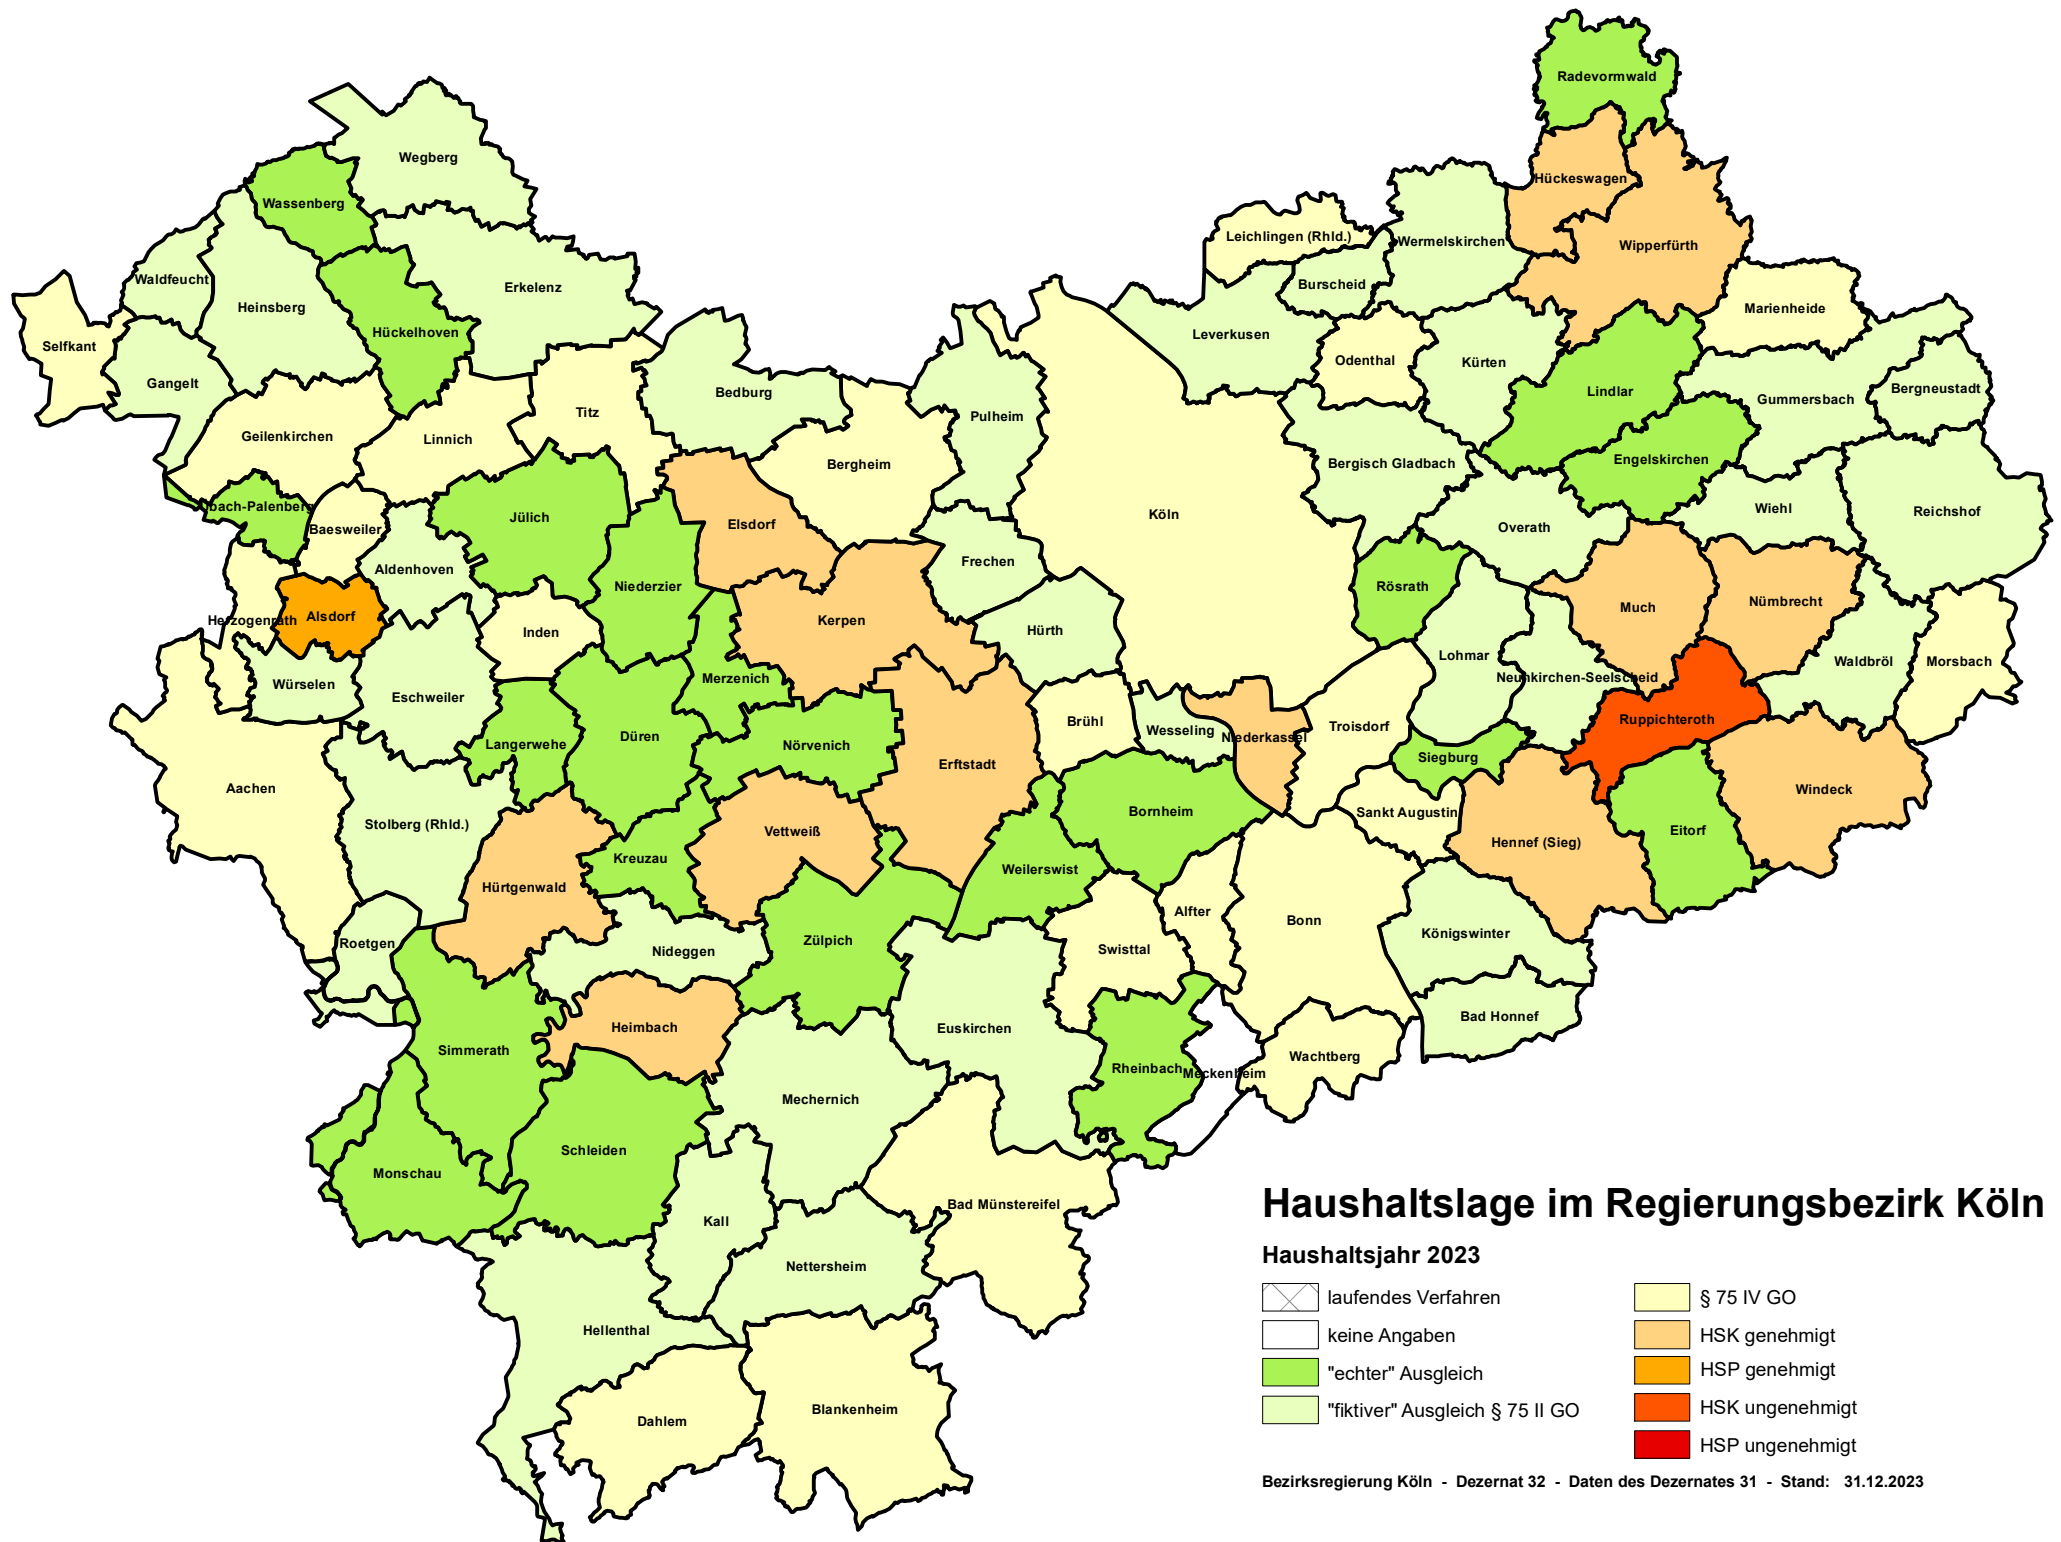 Radevormwald
Wegberg
Hückeswagen
Wassenberg
Leichlingen (Rhld.)
Wermelskirchen
Wipperfürth
Waldfeucht
Burscheid
Erkelenz
Heinsberg
Marienheide
Hückelhoven
Leverkusen
Selfkant
Odenthal
Kürten
Gangelt
Bergneustadt
Bedburg
Lindlar
Gummersbach
Titz
Pulheim
Geilenkirchen
Linnich
Engelskirchen
Bergheim
Bergisch Gladbach
bach-Palenberg
Wiehl
Reichshof
Köln
Jülich
Elsdorf
Overath
Baesweiler
Frechen
Aldenhoven
Niederzier
Rösrath
Nümbrecht
Much
Alsdorf
Herzogenrath
Kerpen
Hürth
Inden
Lohmar
Waldbröl
Morsbach
Neunkirchen-Seelscheid
Merzenich
Würselen
Eschweiler
Ruppichteroth
Brühl
Troisdorf
Wesseling
Niederkassel
Düren
Langerwehe
Nörvenich
Siegburg
Erftstadt
Aachen
Windeck
Bornheim
Sankt Augustin
Stolberg (Rhld.)
Vettweiß
Eitorf
Hennef (Sieg)
Kreuzau
Weilerswist
Hürtgenwald
Alfter
Bonn
Königswinter
Zülpich
Roetgen
Swisttal
Nideggen
Bad Honnef
Heimbach
Euskirchen
Simmerath
Wachtberg
Rheinbach
Meckenheim
Mechernich
Schleiden
Monschau
Bad Münstereifel
Kall
Nettersheim
Hellenthal
Blankenheim
Dahlem
Haushaltslage im Regierungsbezirk Köln
Haushaltsjahr 2023
laufendes Verfahren
keine Angaben
"echter" Ausgleich
"fiktiver" Ausgleich § 75 II GO
§ 75 IV GO
HSK genehmigt
HSP genehmigt
HSK ungenehmigt
HSP ungenehmigt
Bezirksregierung Köln - Dezernat 32 - Daten des Dezernates 31 - Stand: 31.12.2023